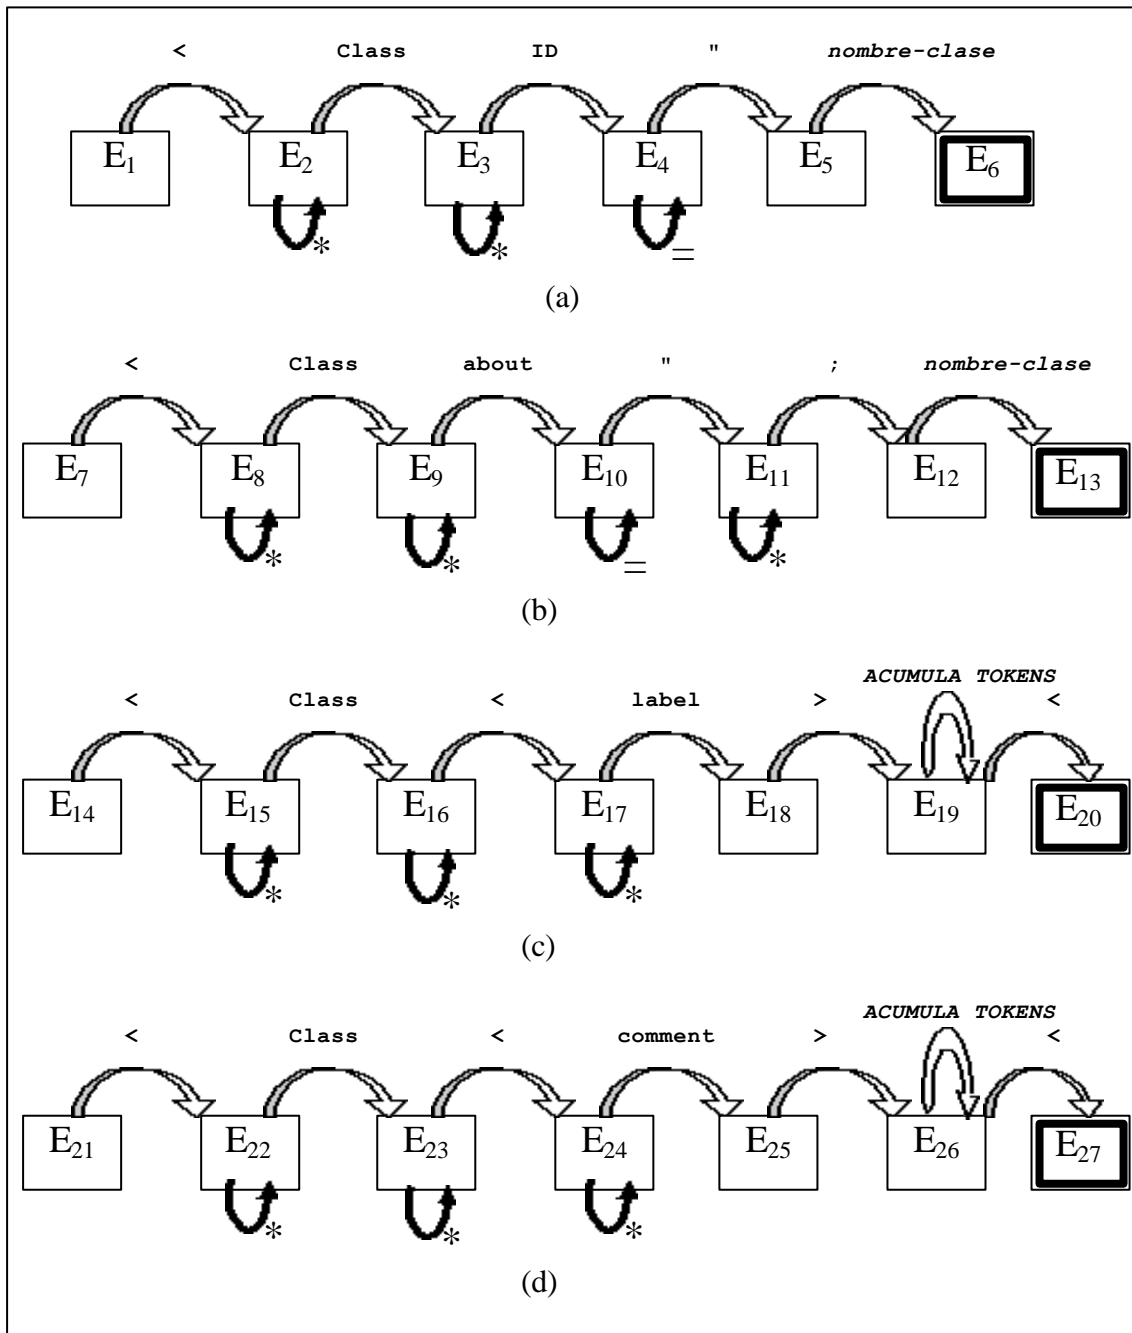 < Class ID " nombre-clase
E1 E2 E3 E4 E5 E6
* * =
(a)
< Class about " ; nombre-clase
E7 E8 E9 E10 E11 E12 E13
* * = *
(b)
ACUMULA TOKENS
< Class < label > <
E14 E15 E16 E17 E18 E19 E20
* * *
(c)
ACUMULA TOKENS
< Class < comment > <
E21 E22 E23 E24 E25 E26 E27
* * *
(d)